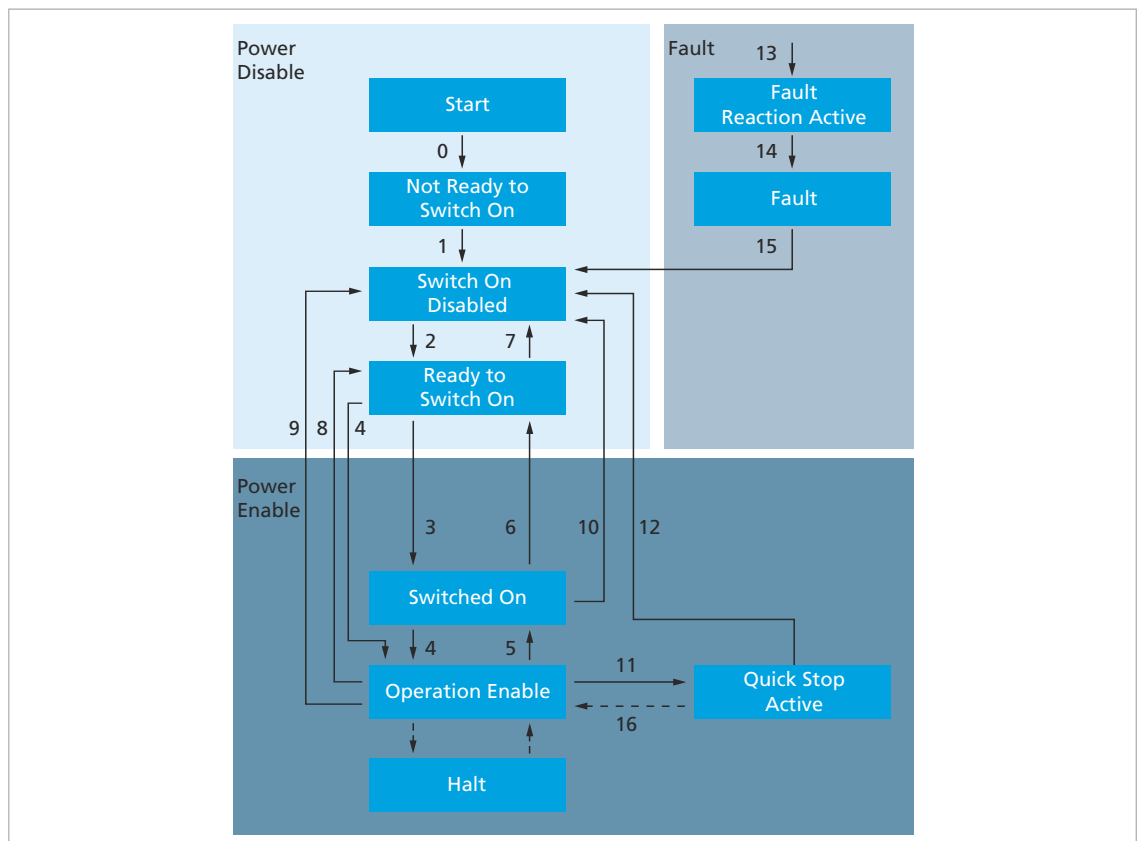 Power
Disable
Start
0
Not Ready to
Switch On
1
Switch On
Disabled
2
7
Ready to
Switch On
9
8
4
Fault
13
Fault
Reaction Active
14
Fault
15
Power
Enable
3
6
10
12
Switched On
4
5
Operation Enable
11
16
Quick Stop
Active
Halt